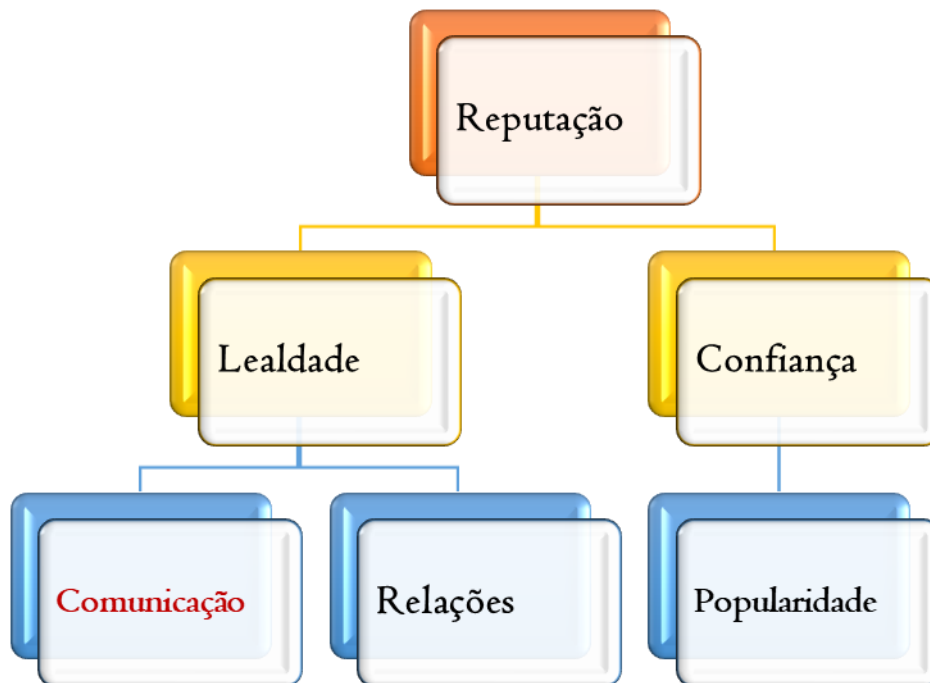 Reputação
Lealdade
Confiança
Comunicação
Relações
Popularidade